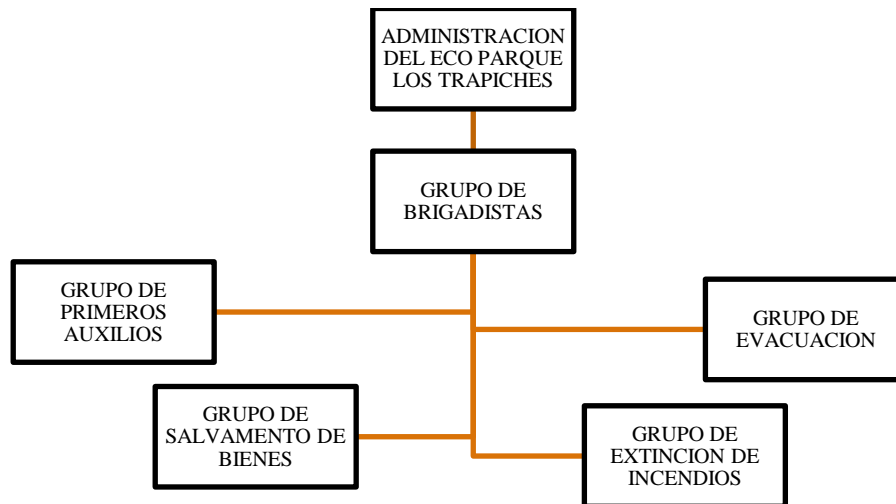 ADMINISTRACION
DEL ECO PARQUE
LOS TRAPICHES
GRUPO DE
BRIGADISTAS
GRUPO DE
PRIMEROS
AUXILIOS
GRUPO DE
EVACUACION
GRUPO DE
SALVAMENTO DE
BIENES
GRUPO DE
EXTINCION DE
INCENDIOS